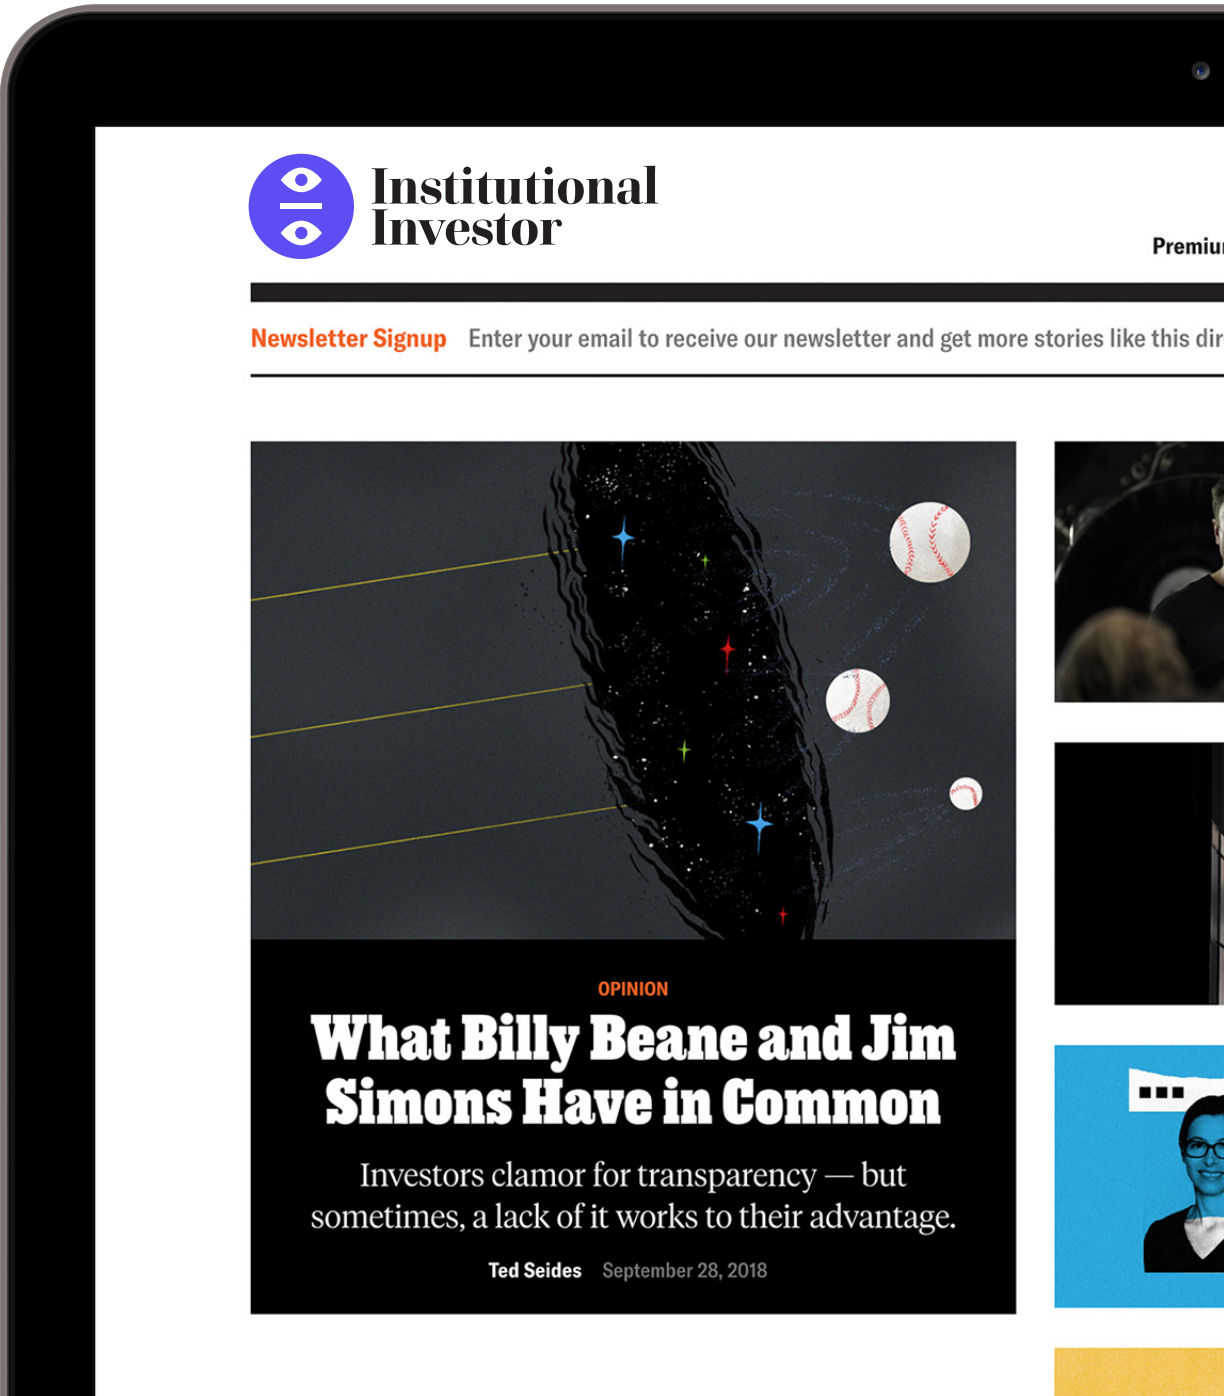 Institutional
Investor
Newsletter Signup Enter your email to receive our newsletter and get more stories like this
OPINION
What Billy Beane and Jim
Simons Have in Common
Investors clamor for transparency — but
sometimes, a lack of it works to their advantage.
Ted Seides September 28, 2018